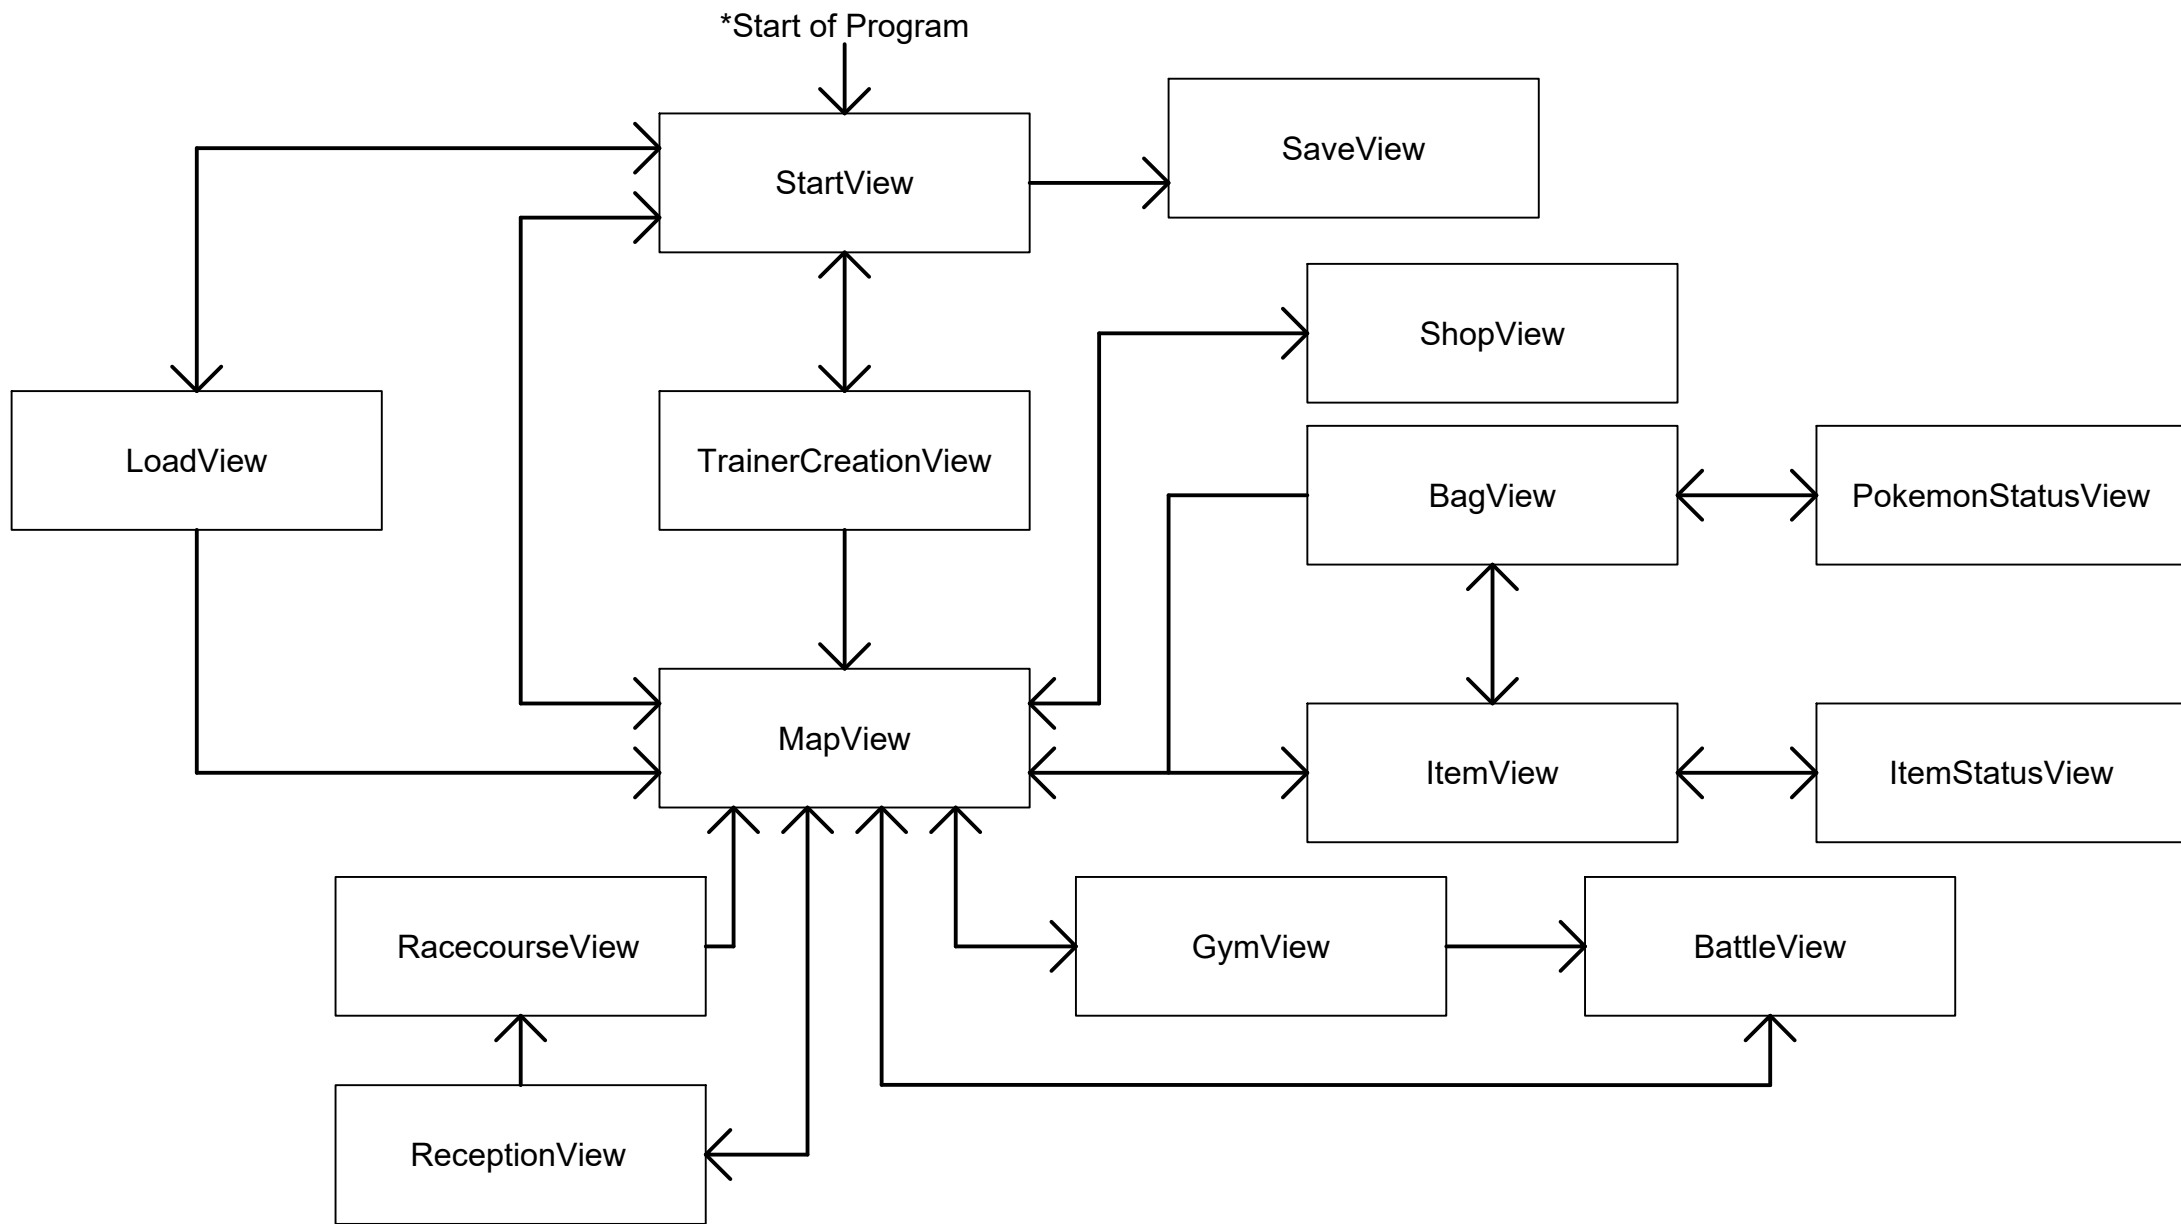 *Start of Program
StartView
SaveView
ShopView
LoadView
TrainerCreationView
BagView
PokemonStatusView
MapView
ItemView
ItemStatusView
RacecourseView
GymView
BattleView
ReceptionView